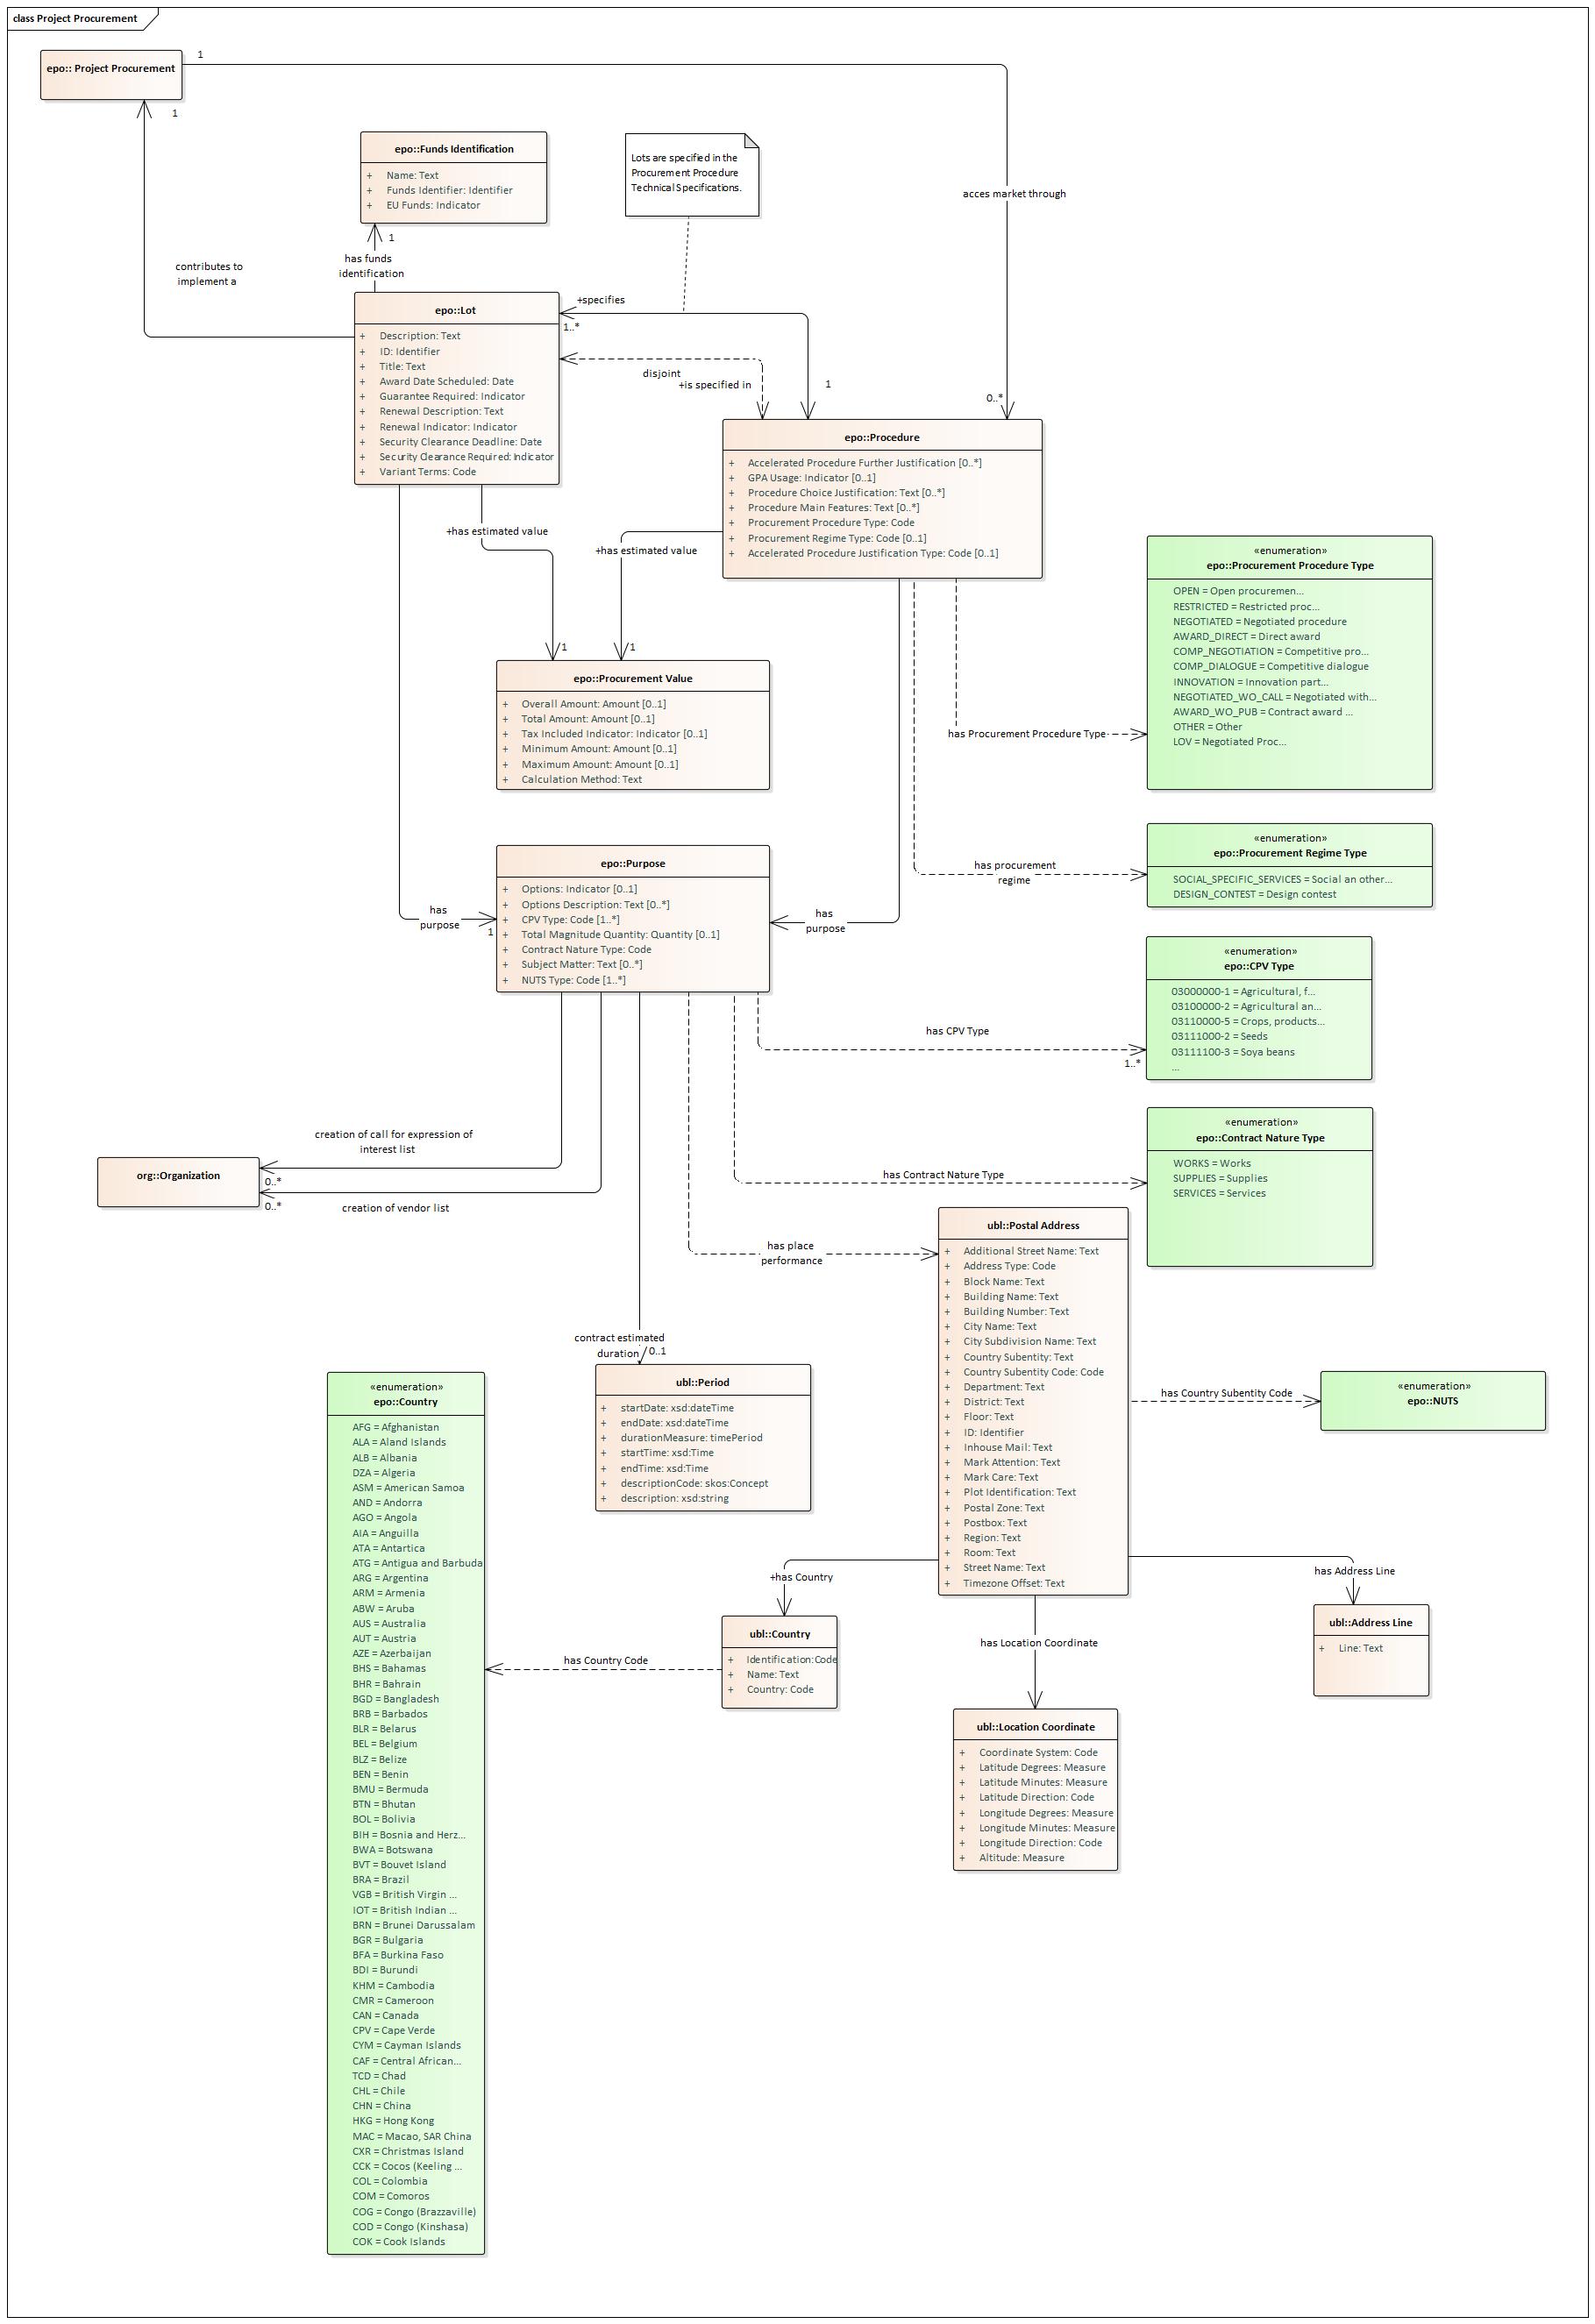 class Project Procurement
epo:: Project Procurement
1
1
acces market through
0..*
contributes to
implement a
epo::Funds Identification
+ Name: Text
+ Funds Identifier: Identifier
+ EU Funds: Indicator
1
has funds
identification
Lots are specified in the
Procurement Procedure
Technical Specifications.
epo::Lot
+ Description: Text
+ ID: Identifier
+ Title: Text
+ Award Date Scheduled: Date
+ Guarantee Required: Indicator
+ Renewal Description: Text
+ Renewal Indicator: Indicator
+ Security Clearance Deadline: Date
+ Security Clearance Required: Indicator
+ Variant Terms: Code
+specifies
1..*
disjoint
+is specified in
1
epo::Procedure
+ Accelerated Procedure Further Justification [0..*]
+ GPA Usage: Indicator [0..1]
+ Procedure Choice Justification: Text [0..*]
+ Procedure Main Features: Text [0..*]
+ Procurement Procedure Type: Code
+ Procurement Regime Type: Code [0..1]
+ Accelerated Procedure Justification Type: Code [0..1]
+has estimated value
+has estimated value
1
1
epo::Procurement Value
+ Overall Amount: Amount [0..1]
+ Total Amount: Amount [0..1]
+ Tax Included Indicator: Indicator [0..1]
+ Minimum Amount: Amount [0..1]
+ Maximum Amount: Amount [0..1]
+ Calculation Method: Text
«enumeration»
epo::Procurement Procedure Type
OPEN = Open procuremen...
RESTRICTED = Restricted proc...
NEGOTIATED = Negotiated procedure
AWARD_DIRECT = Direct award
COMP_NEGOTIATION = Competitive pro...
COMP_DIALOGUE = Competitive dialogue
INNOVATION = Innovation part...
NEGOTIATED_WO_CALL = Negotiated with...
AWARD_WO_PUB = Contract award ...
OTHER = Other
LOV = Negotiated Proc...
has Procurement Procedure Type
«enumeration»
epo::Procurement Regime Type
SOCIAL_SPECIFIC_SERVICES = Social an other...
DESIGN_CONTEST = Design contest
has procurement
regime
epo::Purpose
+ Options: Indicator [0..1]
+ Options Description: Text [0..*]
+ CPV Type: Code [1..*]
+ Total Magnitude Quantity: Quantity [0..1]
+ Contract Nature Type: Code
+ Subject Matter: Text [0..*]
+ NUTS Type: Code [1..*]
has
purpose
1
has
purpose
«enumeration»
epo::CPV Type
03000000-1 = Agricultural, f...
03100000-2 = Agricultural an...
03110000-5 = Crops, products...
03111000-2 = Seeds
03111100-3 = Soya beans
...
has CPV Type
1..*
«enumeration»
epo::Contract Nature Type
WORKS = Works
SUPPLIES = Supplies
SERVICES = Services
has Contract Nature Type
creation of call for expression of
interest list
org::Organization
0..*
0..*
creation of vendor list
has place
performance
ubl::Postal Address
+ Additional Street Name: Text
+ Address Type: Code
+ Block Name: Text
+ Building Name: Text
+ Building Number: Text
+ City Name: Text
+ City Subdivision Name: Text
+ Country Subentity: Text
+ Country Subentity Code: Code
+ Department: Text
+ District: Text
+ Floor: Text
+ ID: Identifier
+ Inhouse Mail: Text
+ Mark Attention: Text
+ Mark Care: Text
+ Plot Identification: Text
+ Postal Zone: Text
+ Postbox: Text
+ Region: Text
+ Room: Text
+ Street Name: Text
+ Timezone Offset: Text
contract estimated
duration
0..1
ubl::Period
+ startDate: xsd:dateTime
+ endDate: xsd:dateTime
+ durationMeasure: timePeriod
+ startTime: xsd:Time
+ endTime: xsd:Time
+ descriptionCode: skos:Concept
+ description: xsd:string
has Country Subentity Code
«enumeration»
epo::NUTS
+has Country
has Address Line
ubl::Address Line
+ Line: Text
has Location Coordinate
ubl::Country
+ Identification:Code
+ Name: Text
+ Country: Code
has Country Code
ubl::Location Coordinate
+ Coordinate System: Code
+ Latitude Degrees: Measure
+ Latitude Minutes: Measure
+ Latitude Direction: Code
+ Longitude Degrees: Measure
+ Longitude Minutes: Measure
+ Longitude Direction: Code
+ Altitude: Measure
«enumeration»
epo::Country
AFG = Afghanistan
ALA = Aland Islands
ALB = Albania
DZA = Algeria
ASM = American Samoa
AND = Andorra
AGO = Angola
AIA = Anguilla
ATA = Antartica
ATG = Antigua and Barbuda
ARG = Argentina
ARM = Armenia
ABW = Aruba
AUS = Australia
AUT = Austria
AZE = Azerbaijan
BHS = Bahamas
BHR = Bahrain
BGD = Bangladesh
BRB = Barbados
BLR = Belarus
BEL = Belgium
BLZ = Belize
BEN = Benin
BMU = Bermuda
BTN = Bhutan
BOL = Bolivia
BIH = Bosnia and Herz...
BWA = Botswana
BVT = Bouvet Island
BRA = Brazil
VGB = British Virgin ...
IOT = British Indian ...
BRN = Brunei Darussalam
BGR = Bulgaria
BFA = Burkina Faso
BDI = Burundi
KHM = Cambodia
CMR = Cameroon
CAN = Canada
CPV = Cape Verde
CYM = Cayman Islands
CAF = Central African...
TCD = Chad
CHL = Chile
CHN = China
HKG = Hong Kong
MAC = Macao, SAR China
CXR = Christmas Island
CCK = Cocos (Keeling ...
COL = Colombia
COM = Comoros
COG = Congo (Brazzaville)
COD = Congo (Kinshasa)
COK = Cook Islands